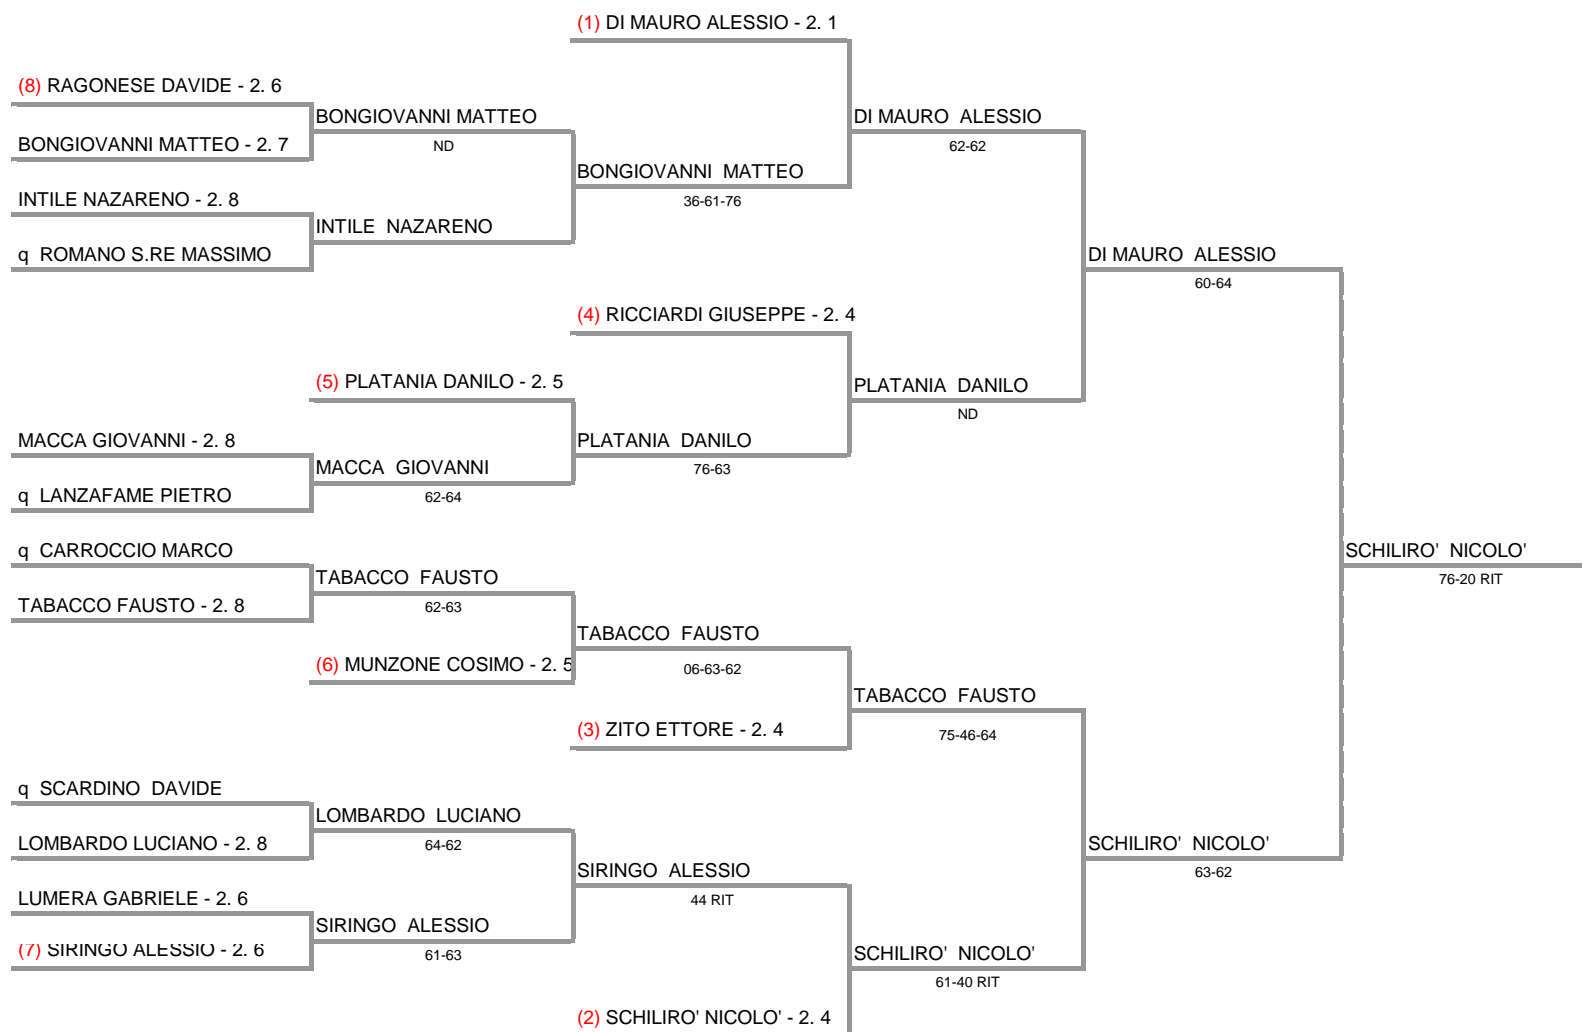 (1) DI MAURO ALESSIO - 2. 1
(8) RAGONESE DAVIDE - 2. 6
BONGIOVANNI MATTEO
DI MAURO ALESSIO
BONGIOVANNI MATTEO - 2. 7
ND
62-62
BONGIOVANNI MATTEO
INTILE NAZARENO - 2. 8
36-61-76
INTILE NAZARENO
q ROMANO S.RE MASSIMO
DI MAURO ALESSIO
60-64
(4) RICCIARDI GIUSEPPE - 2. 4
(5) PLATANIA DANILO - 2. 5
PLATANIA DANILO
ND
MACCA GIOVANNI - 2. 8
PLATANIA DANILO
MACCA GIOVANNI
76-63
q LANZAFAME PIETRO
62-64
q CARROCCIO MARCO
SCHILIRO' NICOLO'
TABACCO FAUSTO
76-20 RIT
TABACCO FAUSTO - 2. 8
62-63
TABACCO FAUSTO
(6) MUNZONE COSIMO - 2. 5
06-63-62
TABACCO FAUSTO
(3) ZITO ETTORE - 2. 4
75-46-64
q SCARDINO DAVIDE
LOMBARDO LUCIANO
LOMBARDO LUCIANO - 2. 8
64-62
SCHILIRO' NICOLO'
SIRINGO ALESSIO
63-62
LUMERA GABRIELE - 2. 6
44 RIT
SIRINGO ALESSIO
(7) SIRINGO ALESSIO - 2. 6
61-63
SCHILIRO' NICOLO'
61-40 RIT
(2) SCHILIRO' NICOLO' - 2. 4